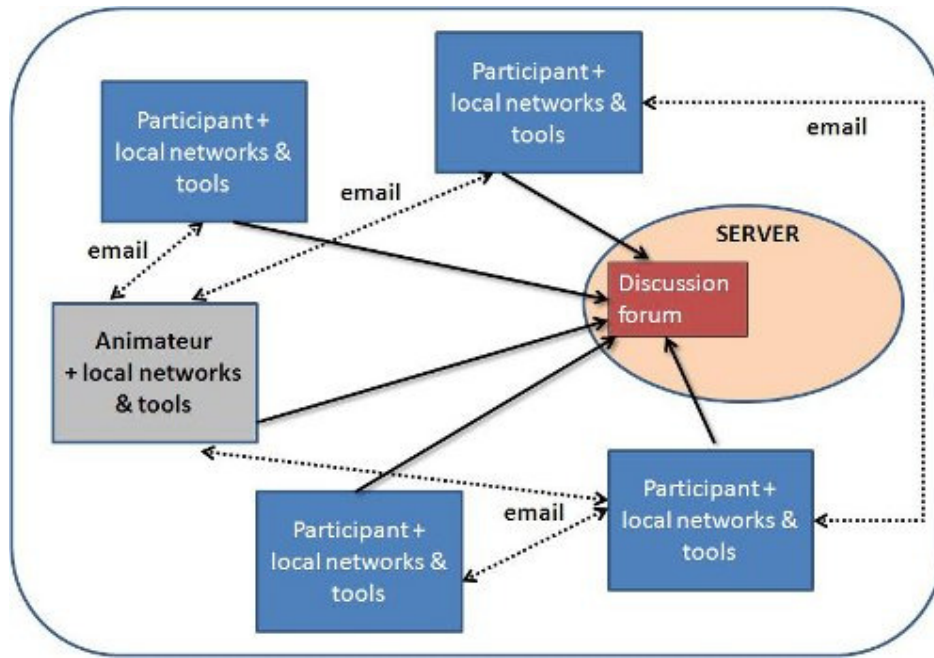 Participant +
local networks &
tools
email
Participant +
local networks &
tools
email
email
SERVER
Discussion
forum
Animateur
+ local networks
& tools
Participant +
local networks &
tools
email
Participant +
local networks &
tools